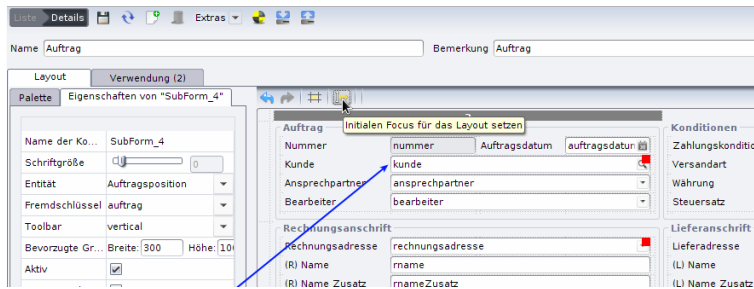 Liste Details Extras
Name Auftrag Bemerkung Auftrag
Layout Verwendung (2)
Palette Eigenschaften von "SubForm_4"
Initialen Focus für das Layout setzen
Name der Ko... SubForm_4
Schriftgröße 0
Entität Auftragsposition
Fremdschlüssel auftrag
Toolbar vertical
Bevorzugte Gr... Breite: 300 Höhe: 10
Aktiv
Auftrag
Nummer nummer Auftragsdatum auftragsdatun
Kunde kunde
Ansprechpartner ansprechpartner
Bearbeiter bearbeiter
Rechnungsanschrift
Rechnungsadresse rechnungsadresse
(R) Name rname
(R) Name Zusatz rnameZusatz
Konditionen
Zahlungskonditio
Versandart
Währung
Steuersatz
Lieferanschrift
Lieferadresse
(L) Name
(L) Name Zusatz